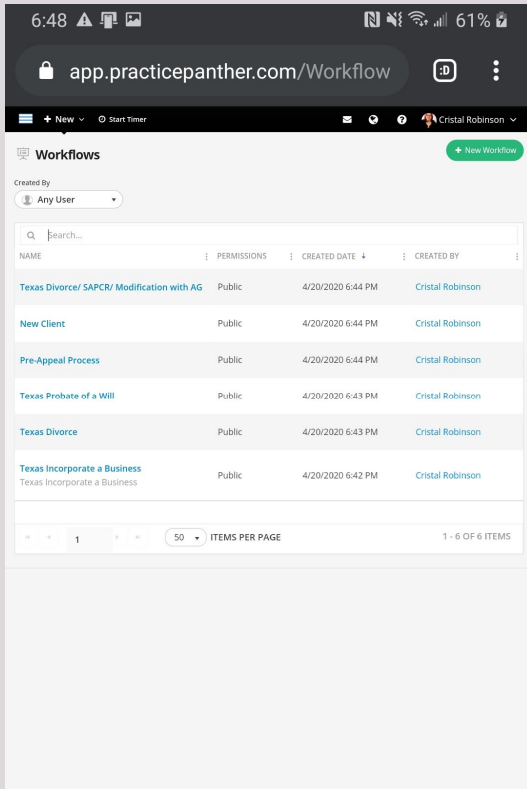 6:48 61%
app.practicepanther.com/Workflow :D
+ New Start Timer Cristal Robinson
Workflows
+ New Workflow
Created By
Any User
Search...
NAME PERMISSIONS CREATED DATE ↓ CREATED BY
Texas Divorce/ SAPCR/ Modification with AG Public 4/20/2020 6:44 PM Cristal Robinson
New Client Public 4/20/2020 6:44 PM Cristal Robinson
Pre-Appeal Process Public 4/20/2020 6:44 PM Cristal Robinson
Texas Probate of a Will Public 4/20/2020 6:43 PM Cristal Robinson
Texas Divorce Public 4/20/2020 6:43 PM Cristal Robinson
Texas Incorporate a Business Public 4/20/2020 6:42 PM Cristal Robinson
Texas Incorporate a Business
1 50 ITEMS PER PAGE 1 - 6 OF 6 ITEMS